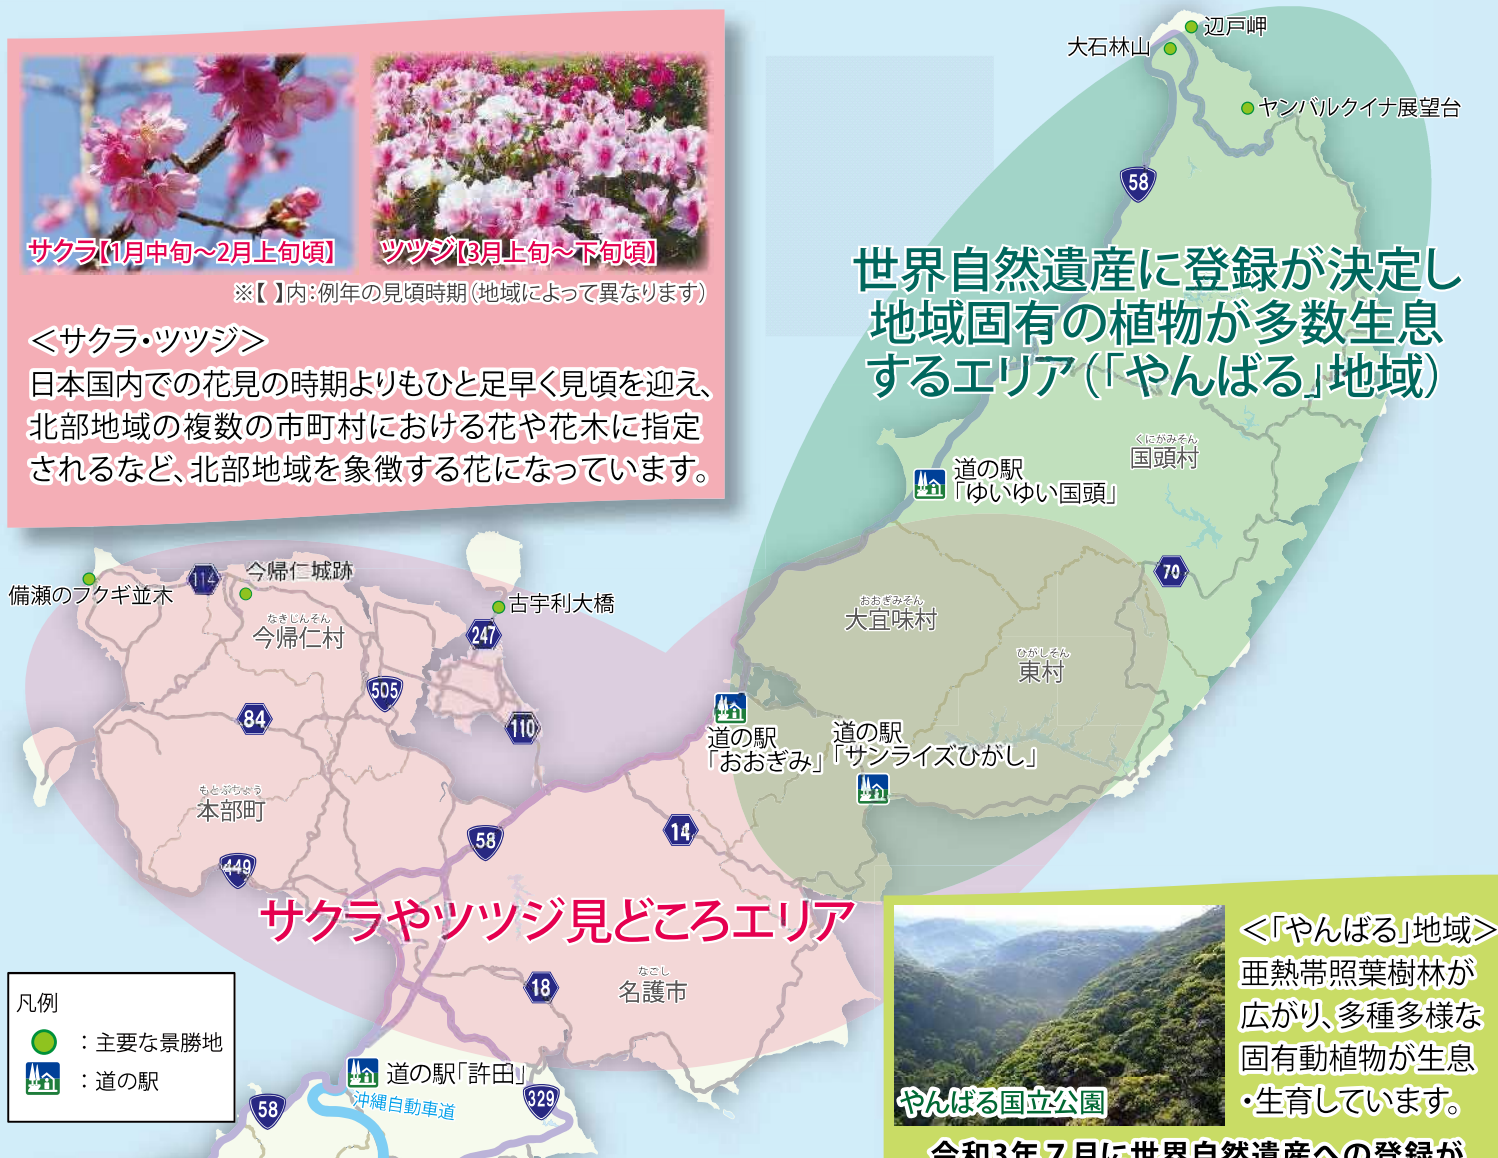 サクラ【1月中旬～2月上旬頃】
ツツジ【3月上旬～下旬頃】
※【 】内：例年の見頃時期（地域によって異なります）
＜サクラ・ツツジ＞
日本国内での花見の時期よりもひと足早く見頃を迎え、
北部地域の複数の市町村における花や花木に指定
されるなど、北部地域を象徴する花になっています。
辺戸岬
大石林山
ヤンバルクイナ展望台
58
世界自然遺産に登録が決定し
地域固有の植物が多数生息
するエリア（「やんばる」地域）
くにがみそん
国頭村
道の駅
「ゆいゆい国頭」
70
備瀬のフクギ並木
114
今帰仁城跡
なきじんそん
今帰仁村
古宇利大橋
247
505
84
110
おおぎみそん
大宜味村
ひがしそん
東村
道の駅
「おおぎみ」
道の駅
「サンライズひがし」
もとぶちょう
本部町
449
58
14
サクラやツツジ見どころエリア
18
なごし
名護市
凡例
：主要な景勝地
：道の駅
道の駅「許田」
沖縄自動車道
58
329
やんばる国立公園
＜「やんばる」地域＞
亜熱帯照葉樹林が
広がり、多種多様な
固有動植物が生息
・生育しています。
令和3年7月に世界自然遺産への登録が